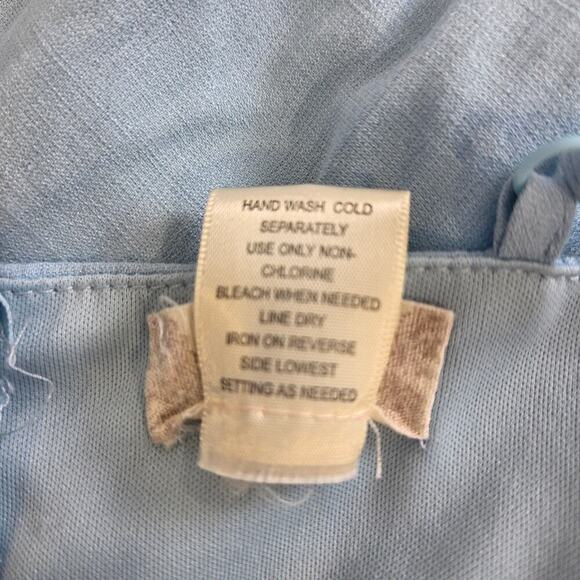 HAND WASH COLD
SEPARATELY
USE ONLY NON-
CHLORINE
BLEACH WHEN NEEDED
LINE DRY
IRON ON REVERSE
SIDE LOWEST
SETTING AS NEEDED